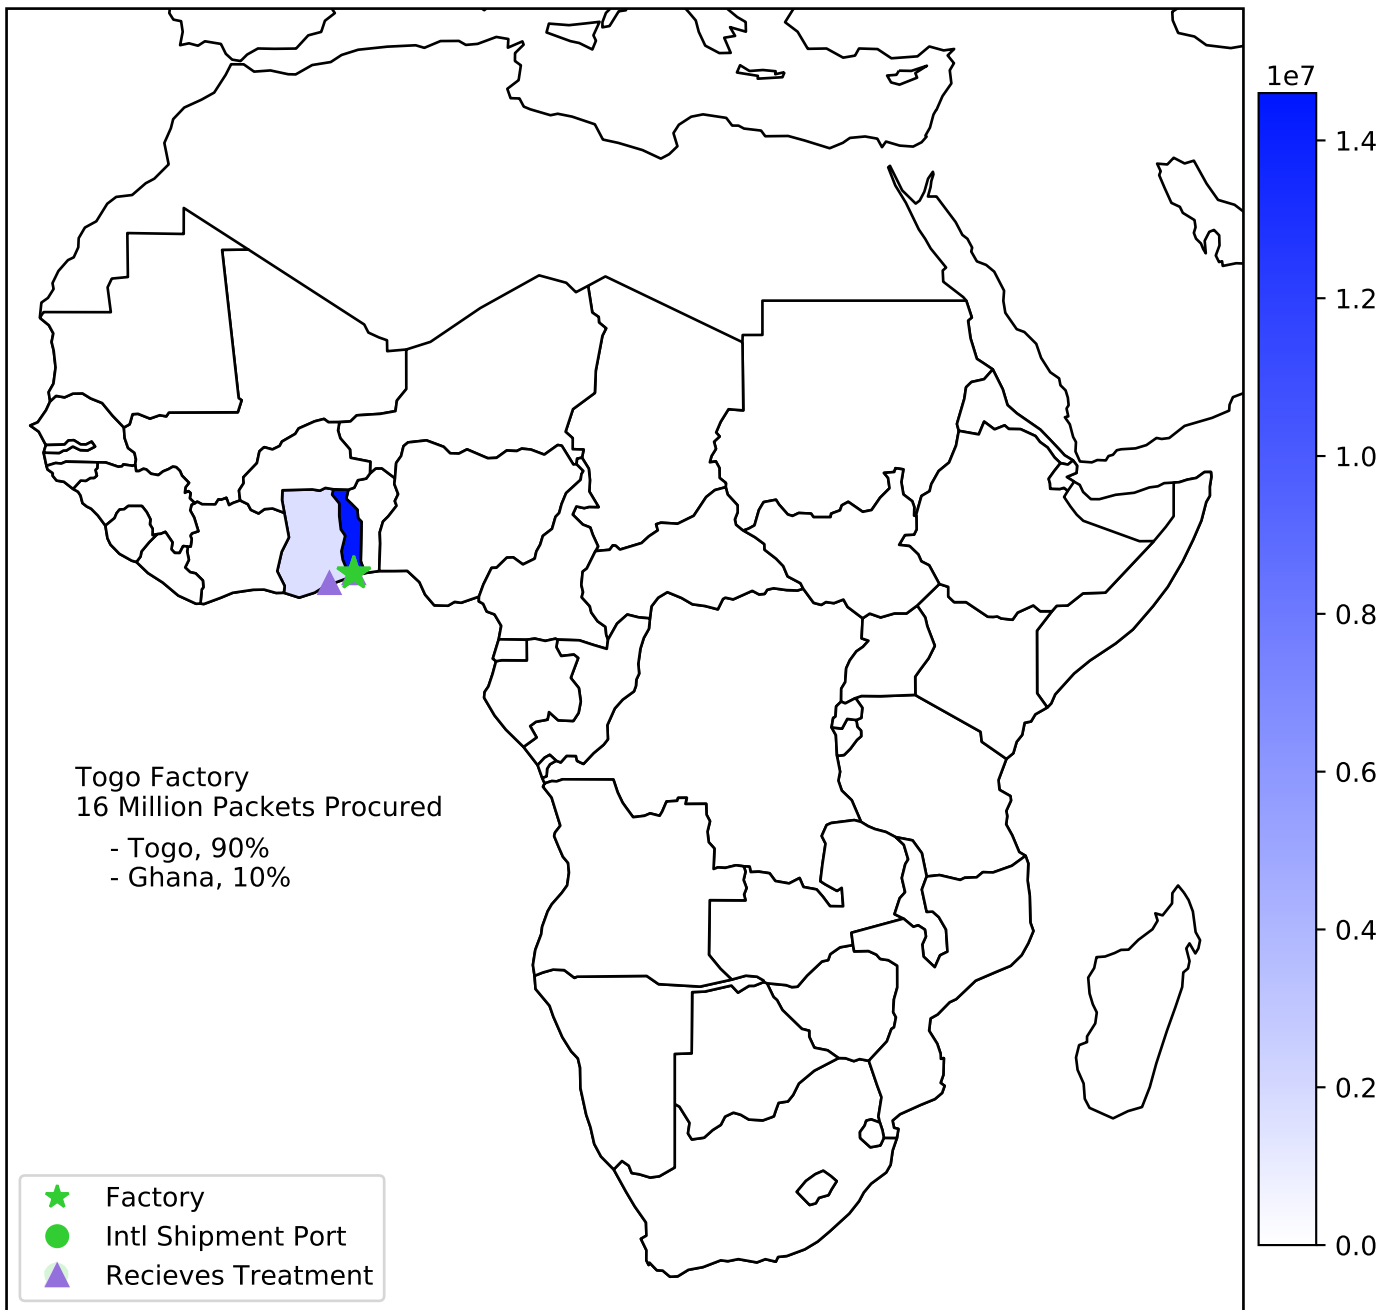 1e7
1.4
1.2
1.0
0.8
0.6
0.4
0.2
0.0
Togo Factory
16 Million Packets Procured
- Togo, 90%
- Ghana, 10%
Factory
Intl Shipment Port
Recieves Treatment